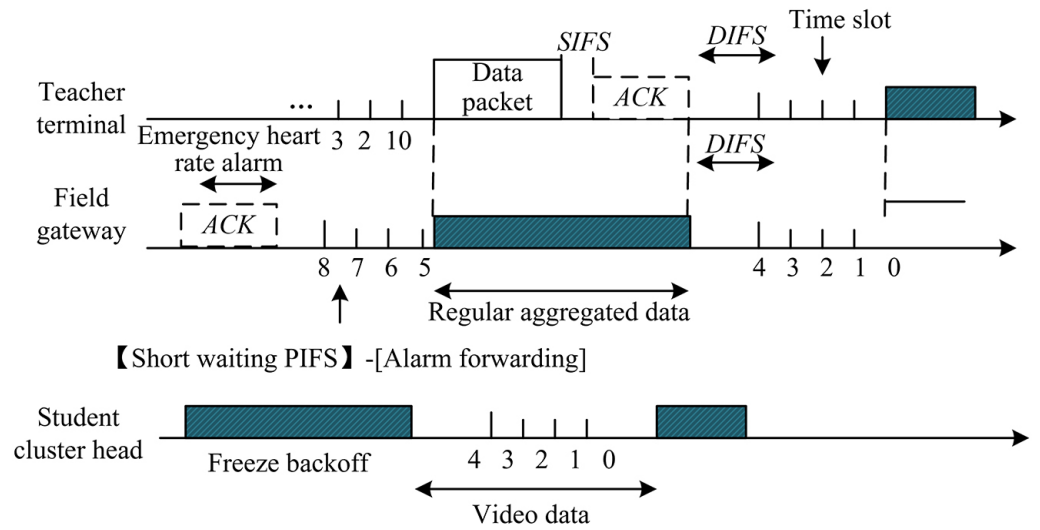 Time slot
SIFS
DIFS
Teacher
terminal
Data
packet
ACK
...
3 2 10
Emergency heart
rate alarm
DIFS
Field
gateway
ACK
8 7 6 5
4 3 2 1 0
Regular aggregated data
【Short waiting PIFS】-[Alarm forwarding]
Student
cluster head
Freeze backoff
4 3 2 1 0
Video data